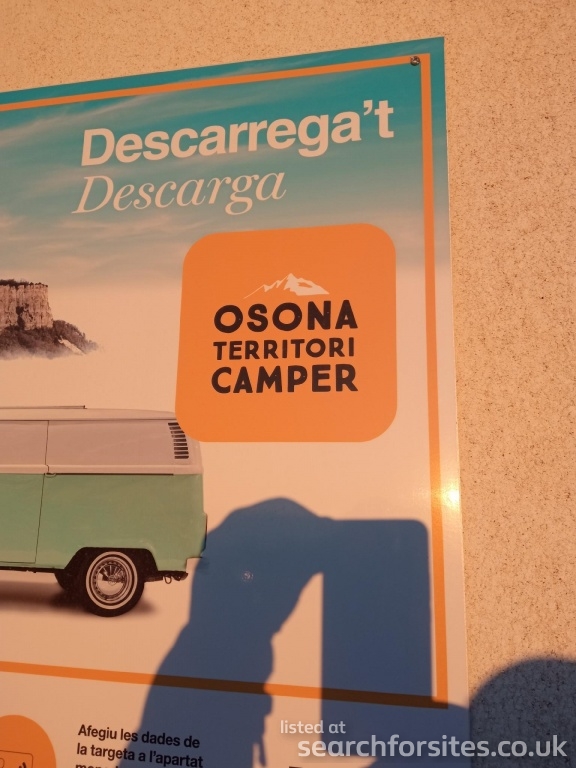 Descarrega't
Descarga
OSONA
TERRITORI
CAMPER
Afegiu les dades de
la targeta a l'apartat
listed at
searchforsites.co.uk